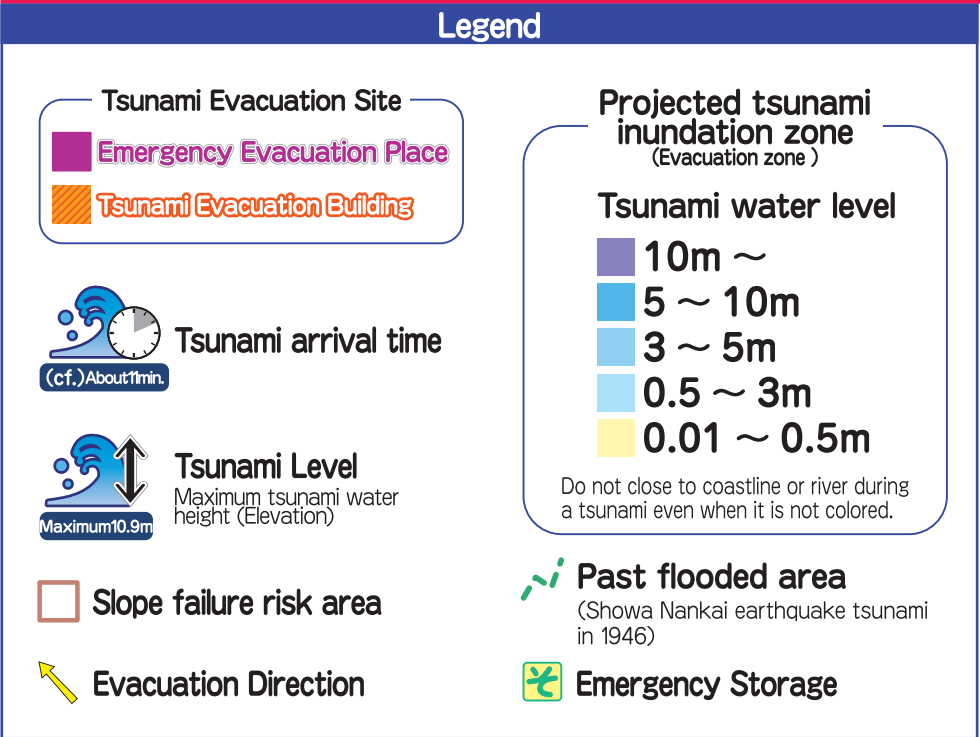 Legend
Tsunami Evacuation Site
Emergency Evacuation Place
Tsunami Evacuation Building
(cf.)About11min.
Tsunami arrival time
Maximum10.9m
Tsunami Level
Maximum tsunami water
height (Elevation)
Slope failure risk area
Evacuation Direction
Projected tsunami
inundation zone
(Evacuation zone )
Tsunami water level
10m ~
5 ~ 10m
3 ~ 5m
0.5 ~ 3m
0.01 ~ 0.5m
Do not close to coastline or river during
a tsunami even when it is not colored.
Past flooded area
(Showa Nankai earthquake tsunami
in 1946)
Emergency Storage